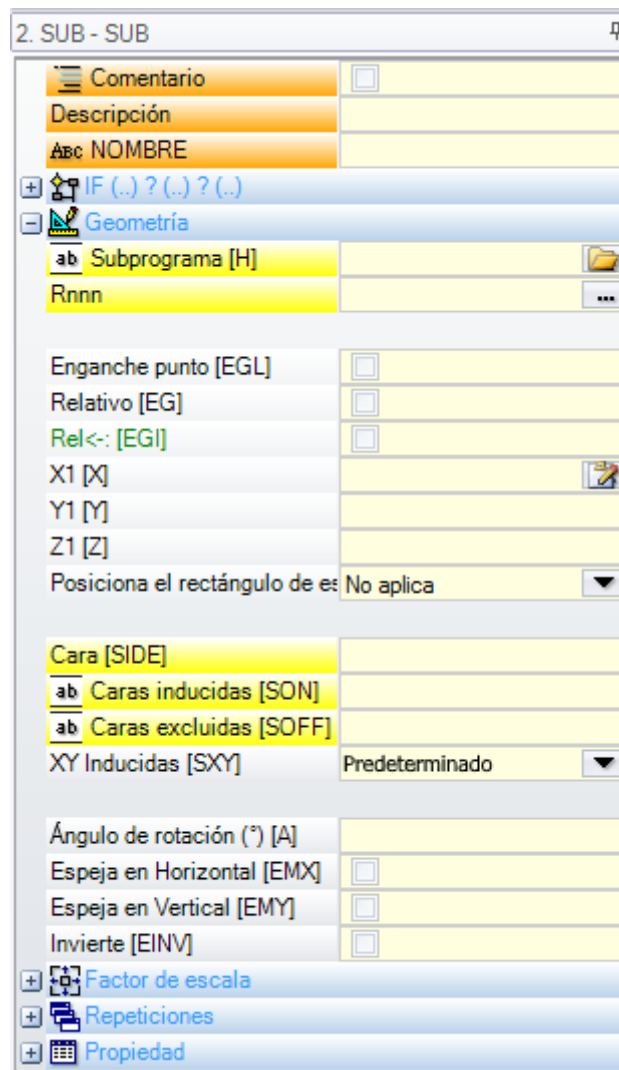 2. SUB - SUB
Comentario
Descripción
ABC NOMBRE
IF (..) ? (..) ? (..)
Geometría
ab Subprograma [H]
Rnnn ...
Enganche punto [EGL]
Relativo [EG]
Rel<-: [EGI]
X1 [X]
Y1 [Y]
Z1 [Z]
Posiciona el rectángulo de es No aplica
Cara [SIDE]
ab Caras inducidas [SON]
ab Caras excluidas [SOFF]
XY Inducidas [SXY] Predeterminado
Ángulo de rotación (°) [A]
Espeja en Horizontal [EMX]
Espeja en Vertical [EMY]
Invierte [EINV]
Factor de escala
Repeticiones
Propiedad